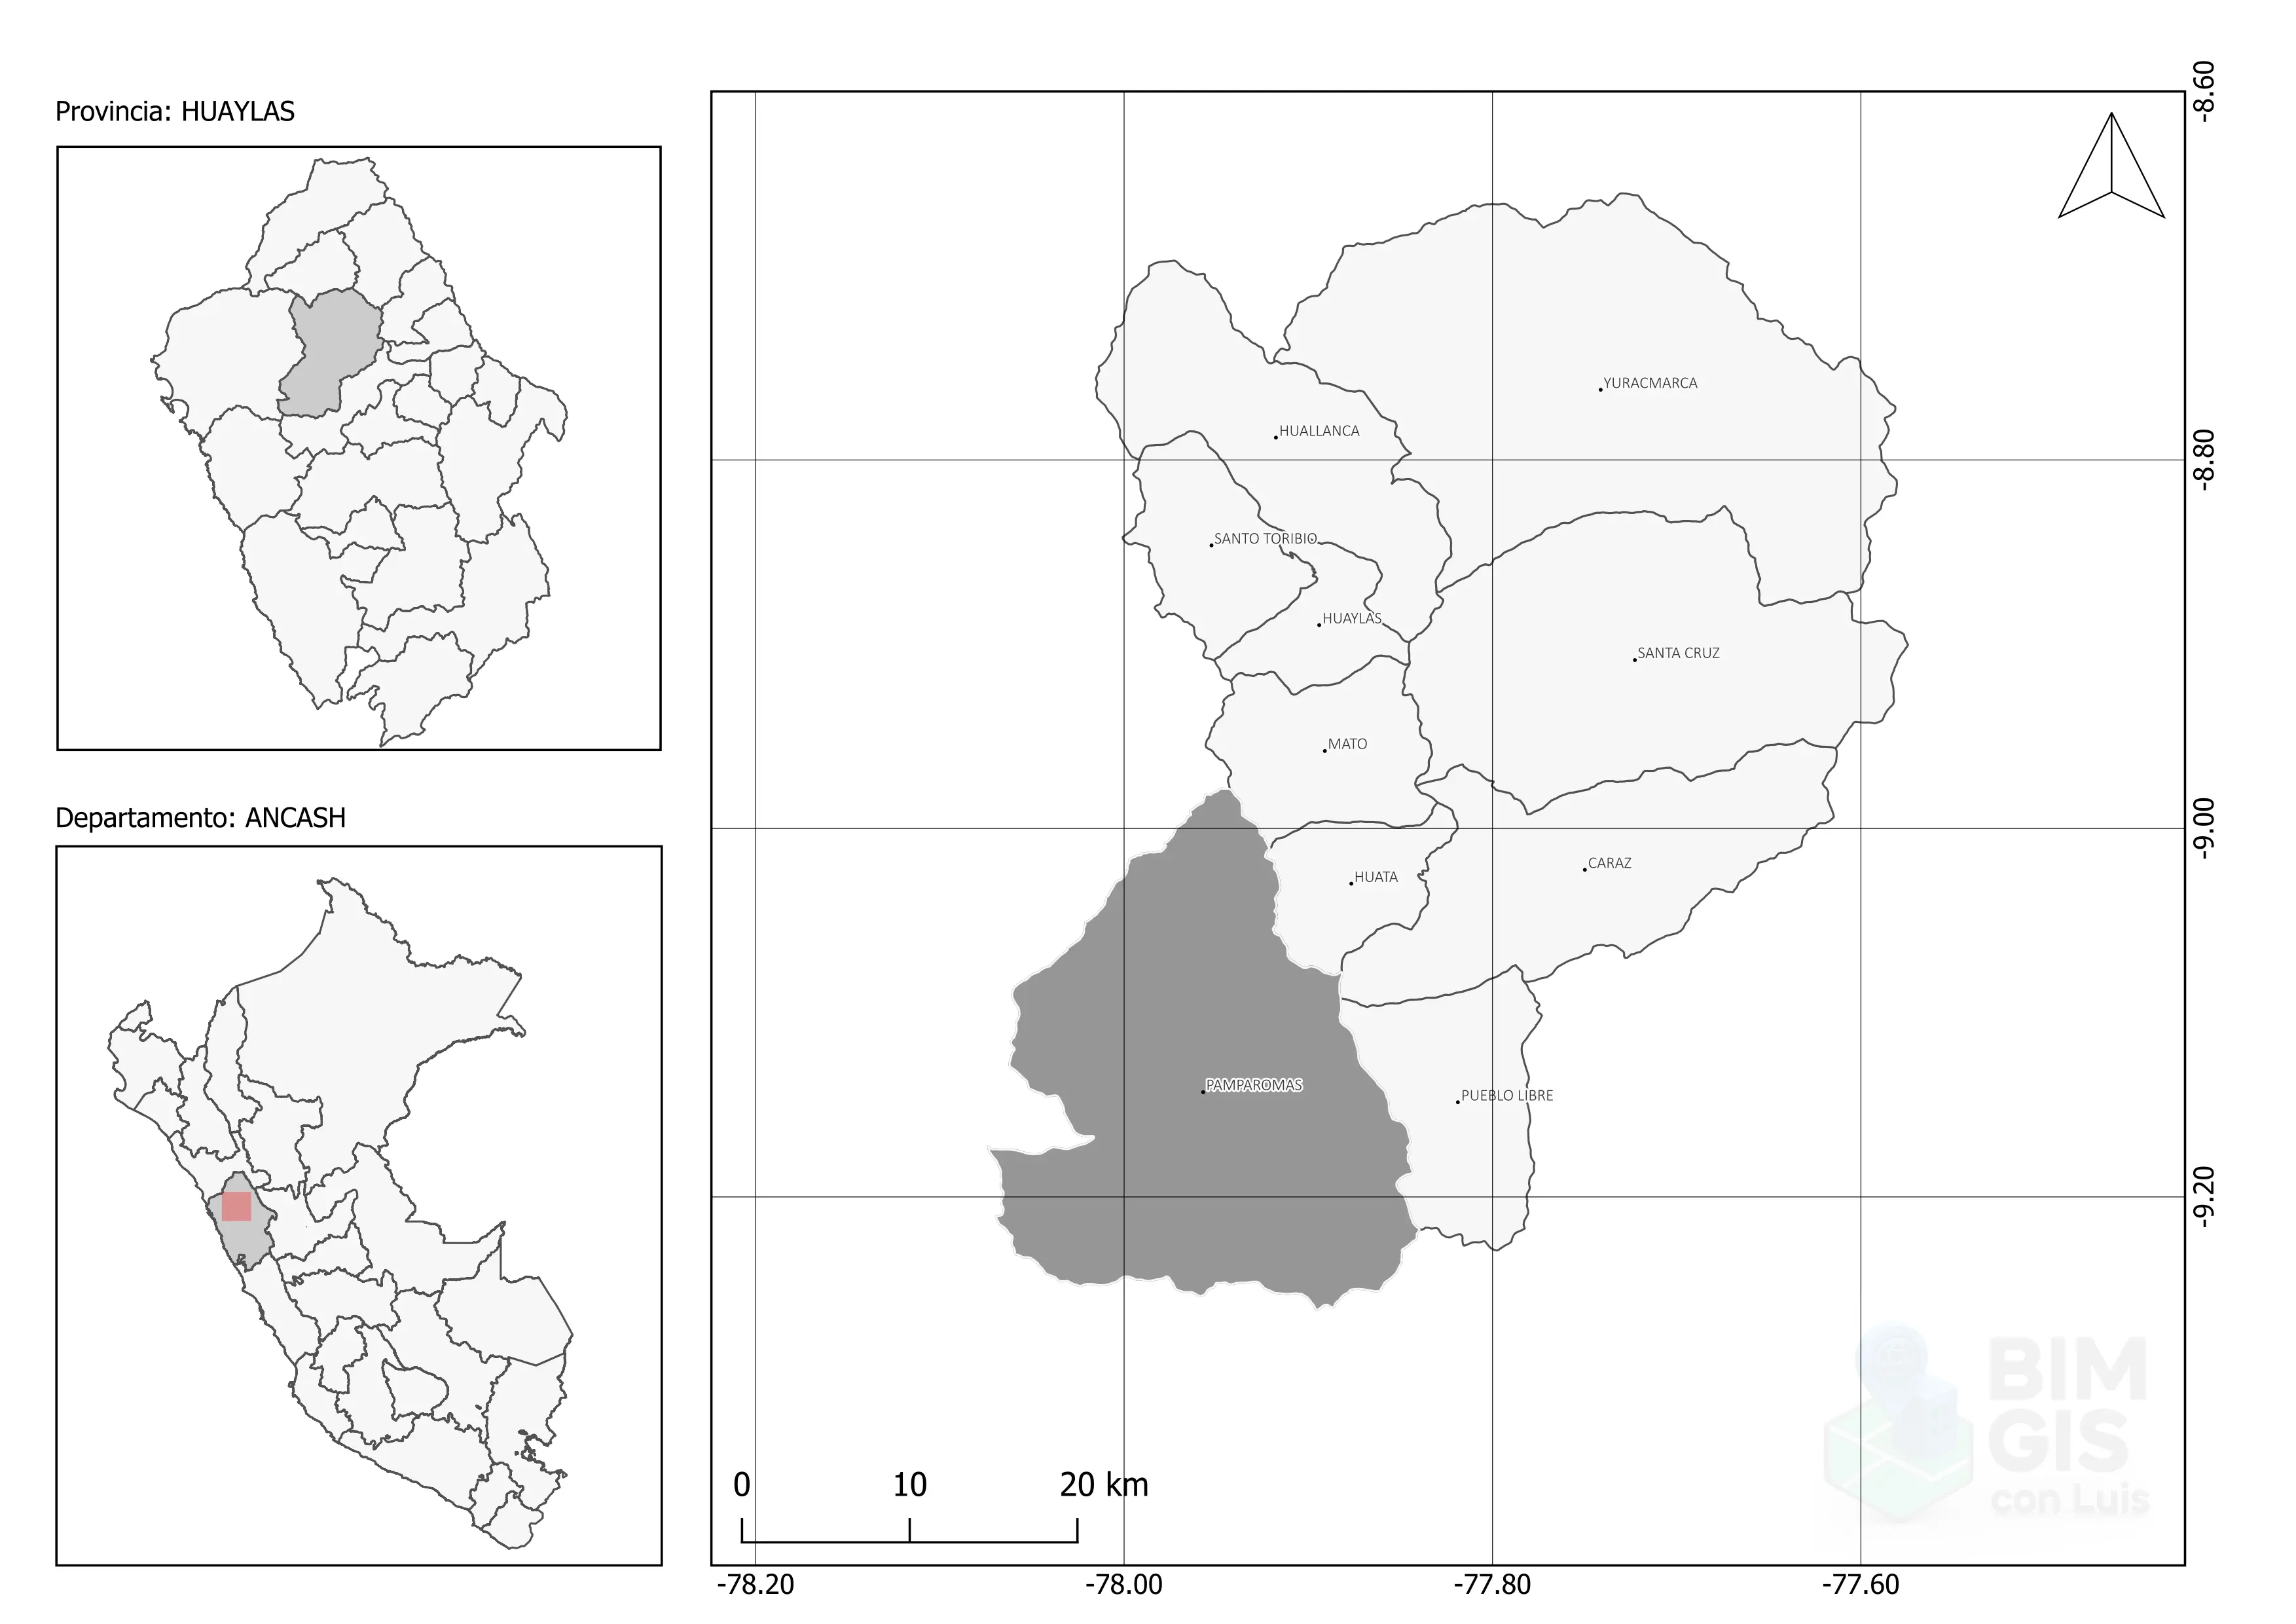 Provincia: HUAYLAS
Departamento: ANCASH
YURACMARCA
HUALLANCA
SANTO TORIBIO
HUAYLAS
SANTA CRUZ
MATO
CARAZ
HUATA
PAMPAROMAS
PUEBLO LIBRE
-8.60
-8.80
-9.00
-9.20
0 10 20 km
-78.20 -78.00 -77.80 -77.60
BIM
GIS
con Luis